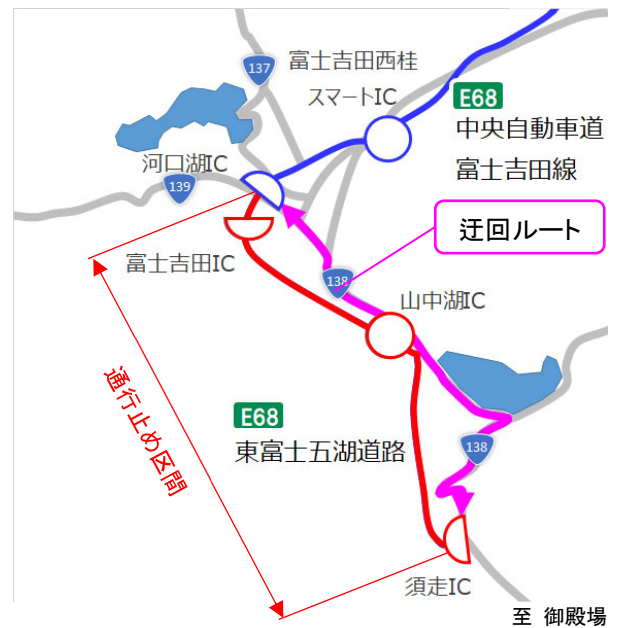 137
富士吉田西桂
スマートIC
E68
中央自動車道
富士吉田線
河口湖IC
139
迂回ルート
富士吉田IC
138
山中湖IC
通行止め区間
E68
東富士五湖道路
138
須走IC
至 御殿場